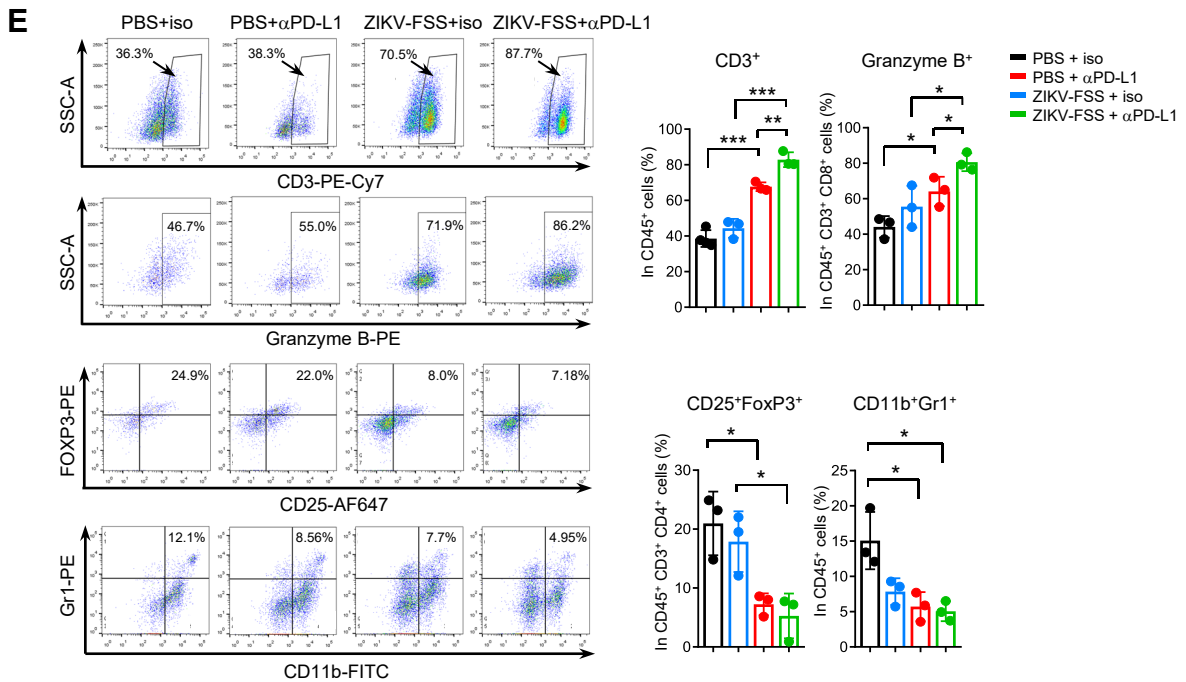 E
PBS+iso PBS+αPD-L1 ZIKV-FSS+iso ZIKV-FSS+αPD-L1
36.3% 38.3% 70.5% 87.7%
SSC-A
CD3-PE-Cy7
46.7% 55.0% 71.9% 86.2%
SSC-A
Granzyme B-PE
24.9% 22.0% 8.0% 7.18%
FOXP3-PE
CD25-AF647
12.1% 8.56% 7.7% 4.95%
Gr1-PE
CD11b-FITC
CD3⁺
*** 
*** **
In CD45⁺ cells (%)
100
80
60
40
20
0
Granzyme B⁺
*
* *
In CD45⁺ CD3⁺ CD8⁺ cells (%)
100
80
60
40
20
0
PBS + iso
PBS + αPD-L1
ZIKV-FSS + iso
ZIKV-FSS + αPD-L1
CD25⁺FoxP3⁺
*
*
In CD45⁺ CD3⁺ CD4⁺ cells (%)
30
20
10
0
CD11b⁺Gr1⁺
*
*
In CD45⁺ cells (%)
25
20
15
10
5
0